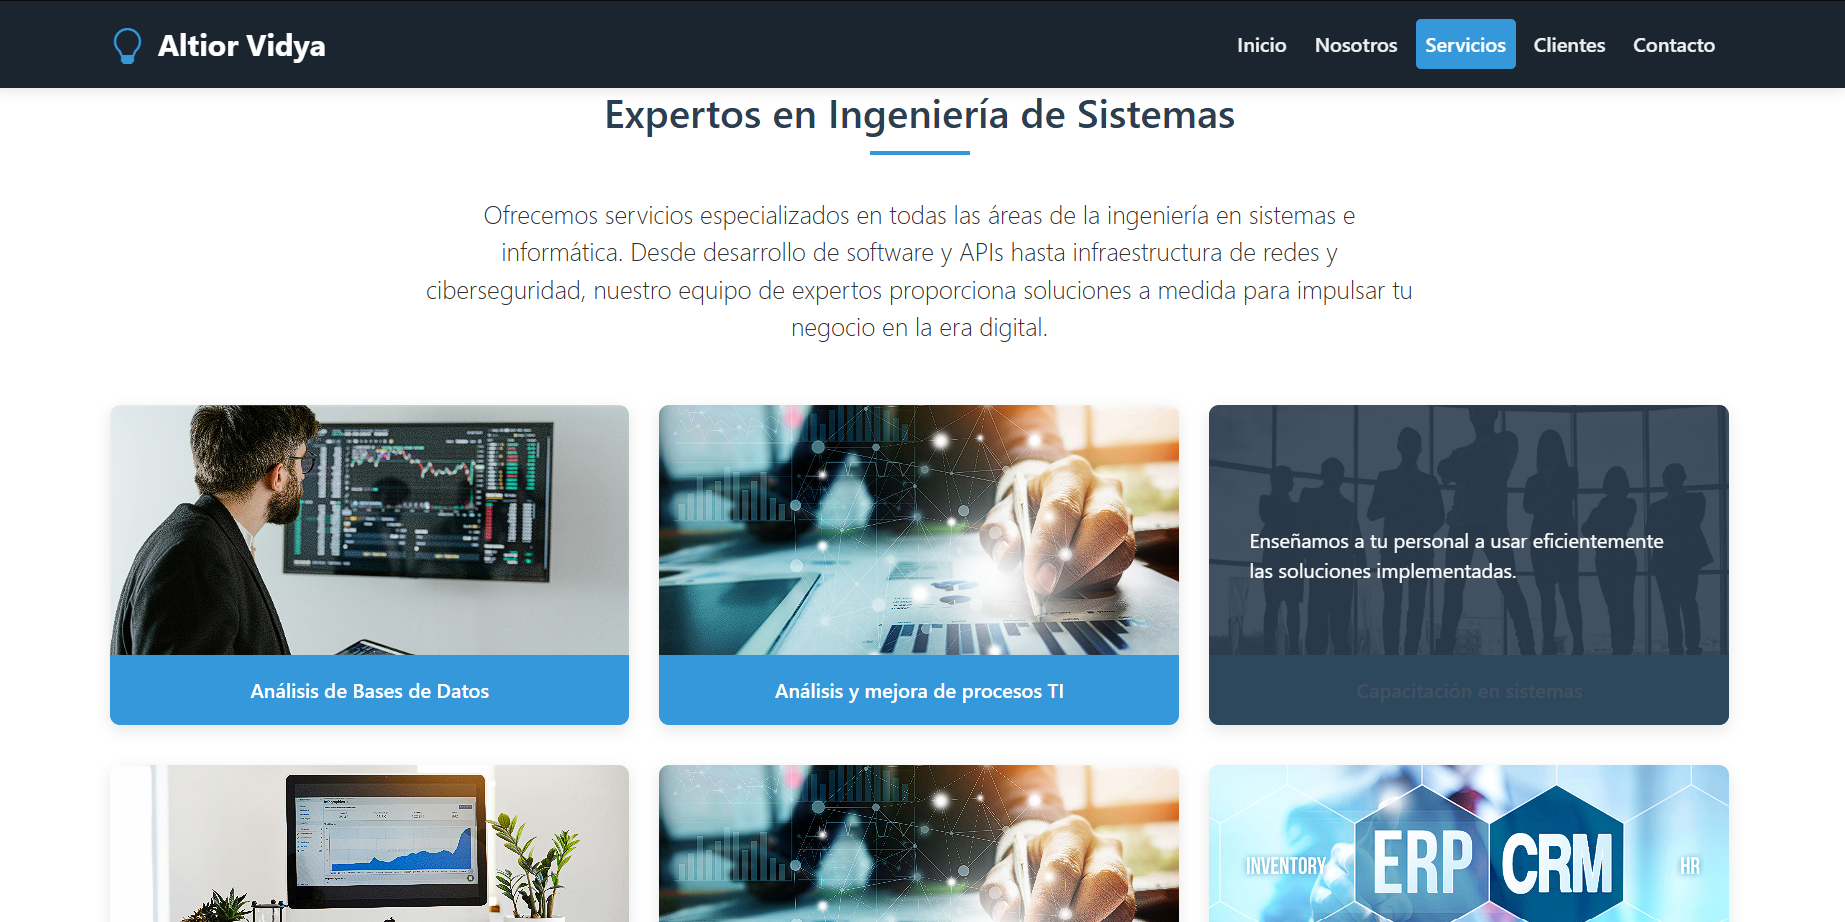 Altior Vidya
Inicio Nosotros Servicios Clientes Contacto
Expertos en Ingeniería de Sistemas
Ofrecemos servicios especializados en todas las áreas de la ingeniería en sistemas e
informática. Desde desarrollo de software y APIs hasta infraestructura de redes y
ciberseguridad, nuestro equipo de expertos proporciona soluciones a medida para impulsar tu
negocio en la era digital.
Enseñamos a tu personal a usar eficientemente
las soluciones implementadas.
Análisis de Bases de Datos
Análisis y mejora de procesos TI
Capacitación en sistemas
INVENTORY
ERP
CRM
HR